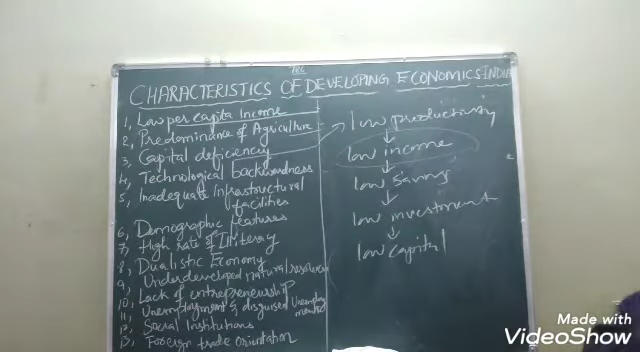 CHARACTERISTICS OF DEVELOPING ECONOMICS INDIA
1, Low per capita Income
2, Predominance of Agriculture
3, Capital deficiency
4, Technological backwardness
5, Inadequate Infrastructural
facilities
6, Demographic features
7, High rate of Illiteracy
8, Dualistic Economy
9, Underdeveloped natural resources
10, Lack of entrepreneurship
11, Unemployment & disguised Unemploy
ment
12, Social Institutions
13, Foreign trade orientation
low productivity
low income
low savings
low investment
low capital
Made with
VideoShow